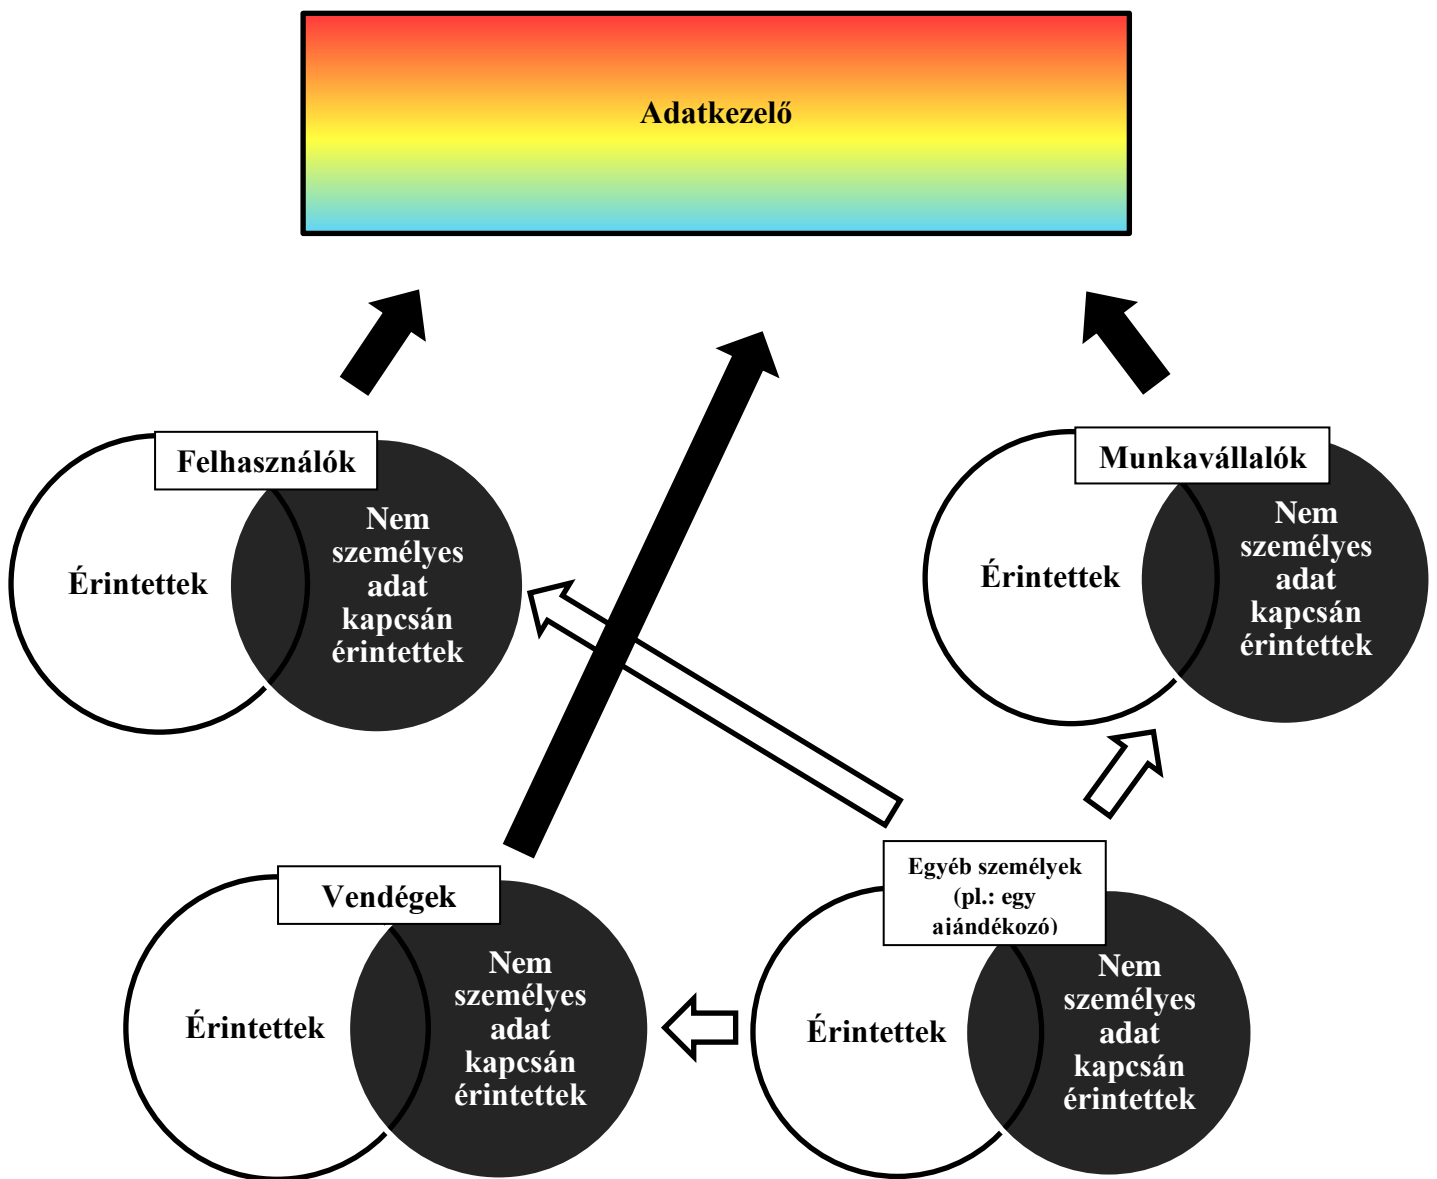 Adatkezelő
Felhasználók
Érintettek
Nem
személyes
adat
kapcsán
érintettek
Munkavállalók
Érintettek
Nem
személyes
adat
kapcsán
érintettek
Vendégek
Érintettek
Nem
személyes
adat
kapcsán
érintettek
Egyéb személyek
(pl.: egy
ajándékozó)
Érintettek
Nem
személyes
adat
kapcsán
érintettek